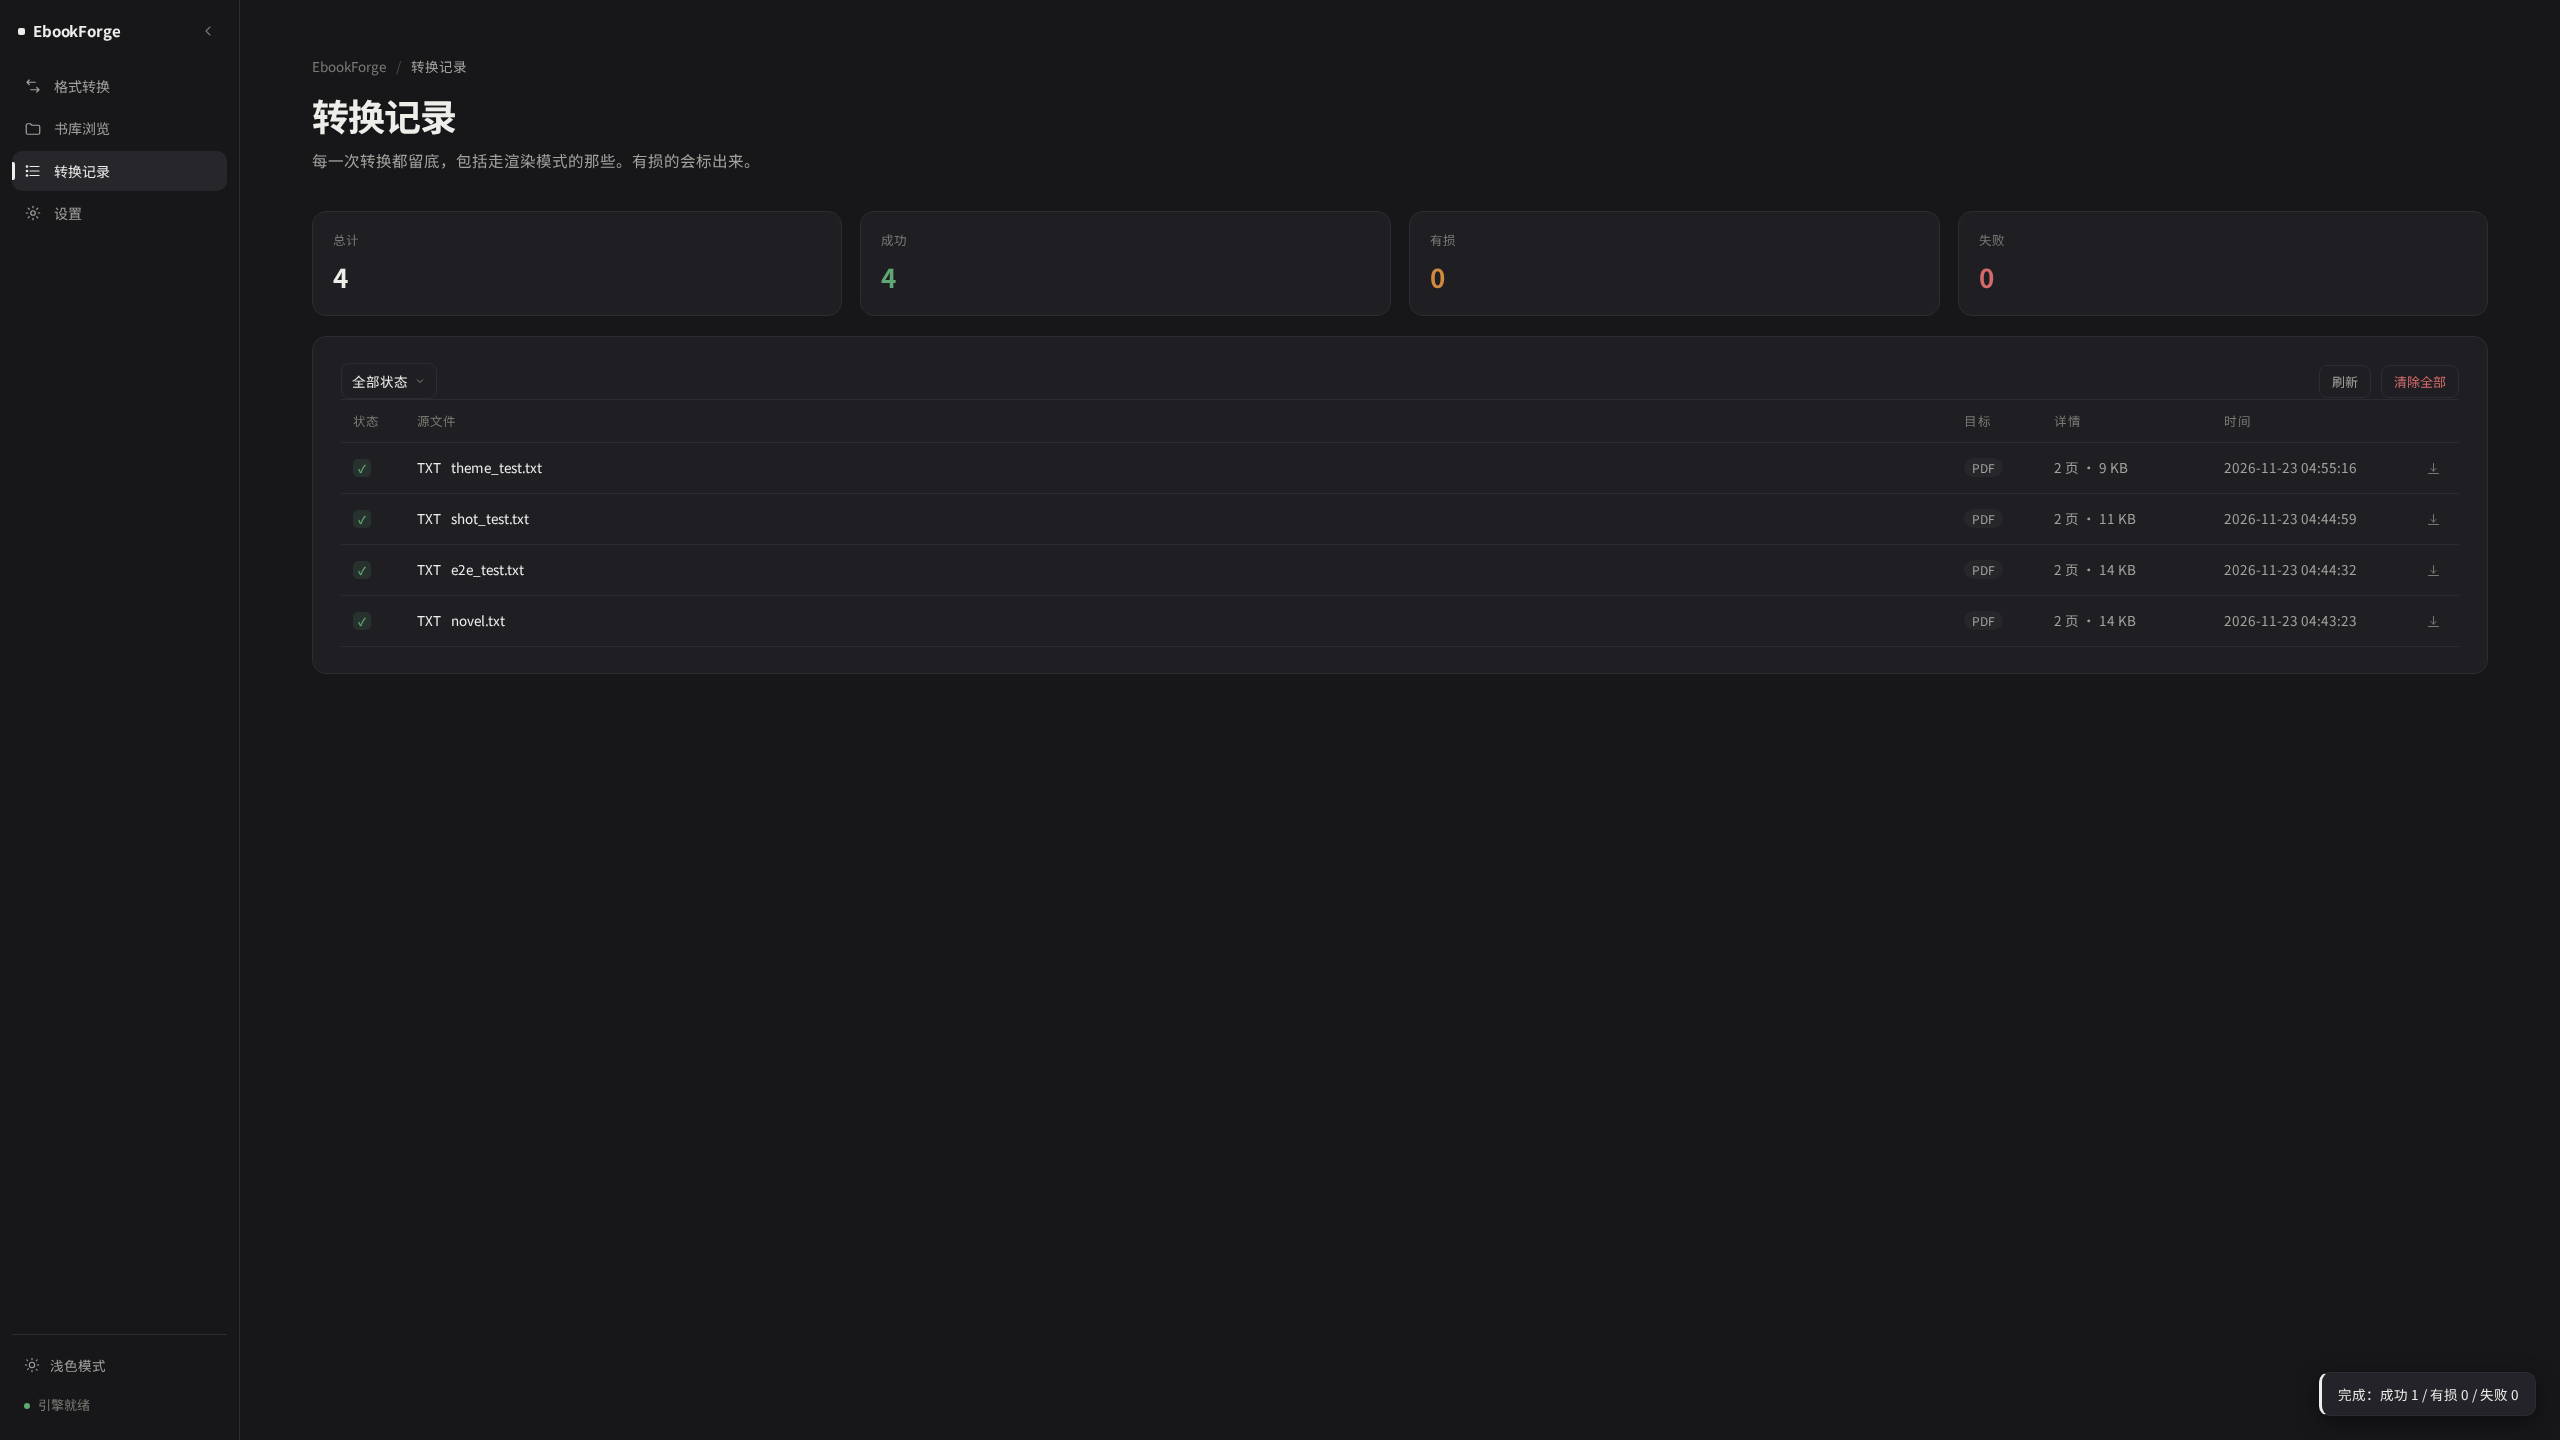 EbookForge
格式转换
书库浏览
转换记录
设置
EbookForge / 转换记录
转换记录
每一次转换都留底，包括走渲染模式的那些。有损的会标出来。
总计 成功 有损 失败
4 4 0 0
全部状态 刷新 清除全部
状态 源文件 目标 详情 时间
✓ TXT theme_test.txt PDF 2 页 · 9 KB 2026-11-23 04:55:16
✓ TXT shot_test.txt PDF 2 页 · 11 KB 2026-11-23 04:44:59
✓ TXT e2e_test.txt PDF 2 页 · 14 KB 2026-11-23 04:44:32
✓ TXT novel.txt PDF 2 页 · 14 KB 2026-11-23 04:43:23
浅色模式
引擎就绪
完成：成功 1 / 有损 0 / 失败 0